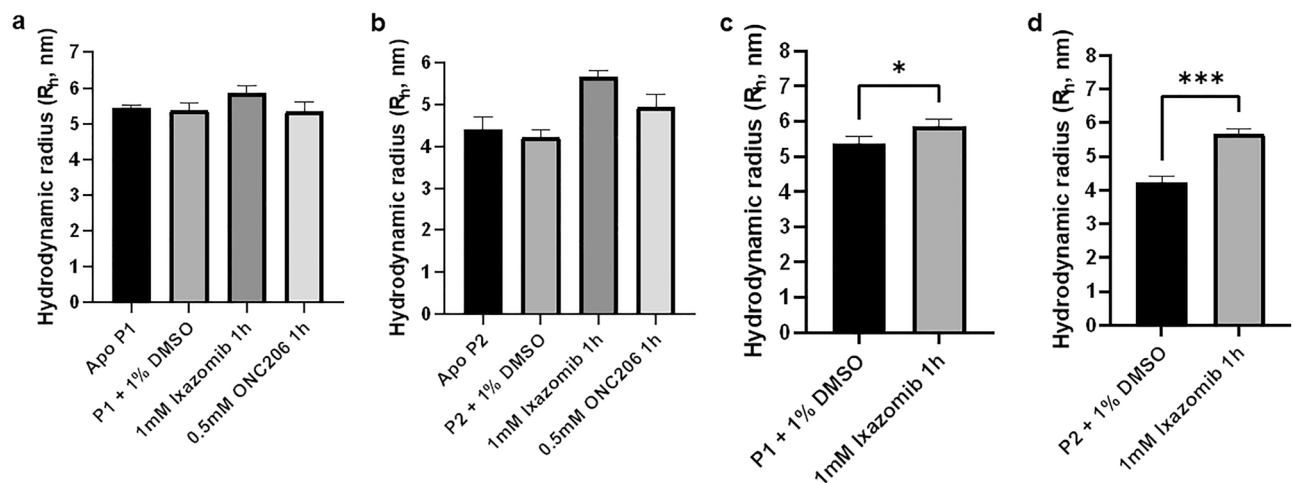 a
Hydrodynamic radius (Rh, nm)
7
6
5
4
3
2
1
0
Apo P1
P1 + 1% DMSO
1mM Ixazomib 1h
0.5mM ONC206 1h
b
Hydrodynamic radius (Rh, nm)
6
5
4
3
2
1
0
Apo P2
P2 + 1% DMSO
1mM Ixazomib 1h
0.5mM ONC206 1h
c
Hydrodynamic radius (Rh, nm)
8
7
6
5
4
3
2
1
0
*
P1 + 1% DMSO
1mM Ixazomib 1h
d
Hydrodynamic radius (Rh, nm)
8
7
6
5
4
3
2
1
0
***
P2 + 1% DMSO
1mM Ixazomib 1h